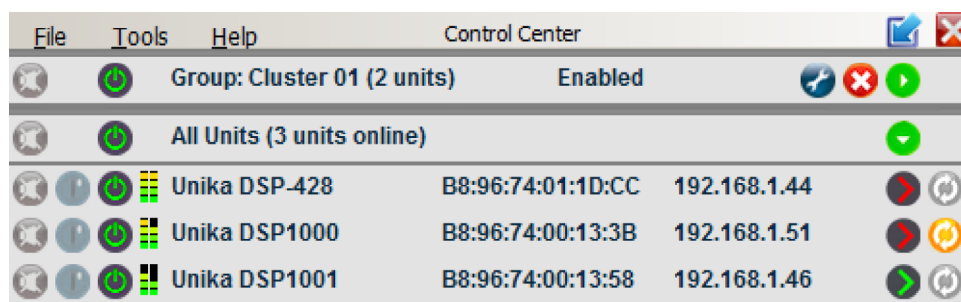 File Tools Help Control Center
Group: Cluster 01 (2 units) Enabled
All Units (3 units online)
Unika DSP-428 B8:96:74:01:1D:CC 192.168.1.44
Unika DSP1000 B8:96:74:00:13:3B 192.168.1.51
Unika DSP1001 B8:96:74:00:13:58 192.168.1.46